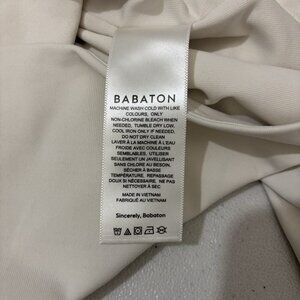 BABATON
MACHINE WASH COLD WITH LIKE
COLOURS, ONLY
NON-CHLORINE BLEACH WHEN
NEEDED, TUMBLE DRY LOW,
COOL IRON ONLY IF NEEDED,
DO NOT DRY CLEAN
LAVER À LA MACHINE À L'EAU
FROIDE AVEC COULEURS
SEMBLABLES, UTILISER
SEULEMENT UN JAVELLISANT
SANS CHLORE AU BESOIN,
SÉCHER À BASSE
TEMPÉRATURE, REPASSAGE
DOUX SI NÉCESSAIRE, NE PAS
NETTOYER À SEC
MADE IN VIETNAM
FABRIQUÉ AU VIETNAM
Sincerely, Babaton